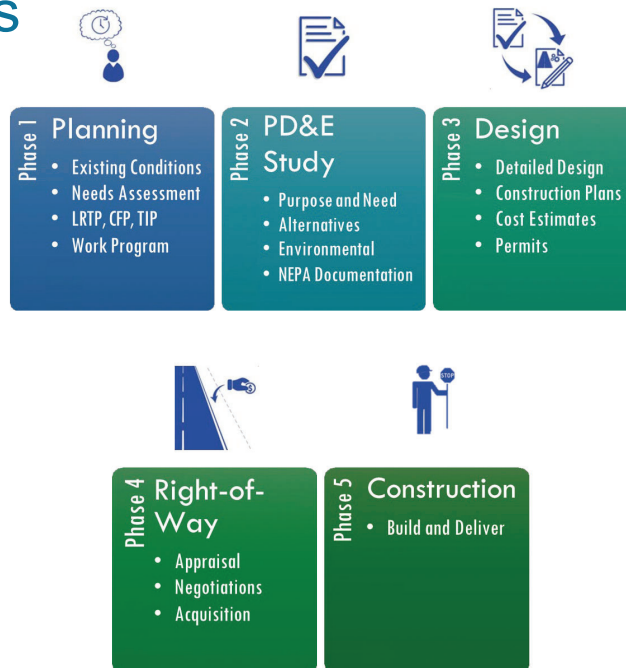 s
Phase 1
Planning
• Existing Conditions
• Needs Assessment
• LRTP, CFP, TIP
• Work Program
Phase 2
PD&E
Study
• Purpose and Need
• Alternatives
• Environmental
• NEPA Documentation
Phase 3
Design
• Detailed Design
• Construction Plans
• Cost Estimates
• Permits
Phase 4
Right-of-
Way
• Appraisal
• Negotiations
• Acquisition
STOP
Phase 5
Construction
• Build and Deliver